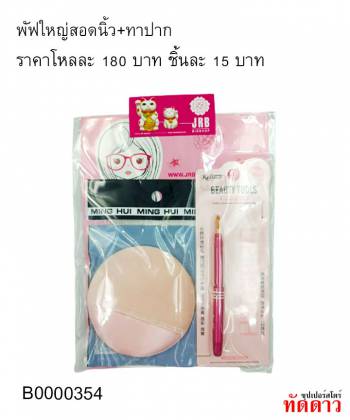 พัฟใหญ่สอดนิ้ว+ทาปาก
ราคาโหลละ 180 บาท ชิ้นละ 15 บาท
JRB
WWW.JRB
MING HUI MING HUI MING HUI
BEAUTY TOOLS
B0000354
ซุปเปอร์สโตร์
ทัดดาว